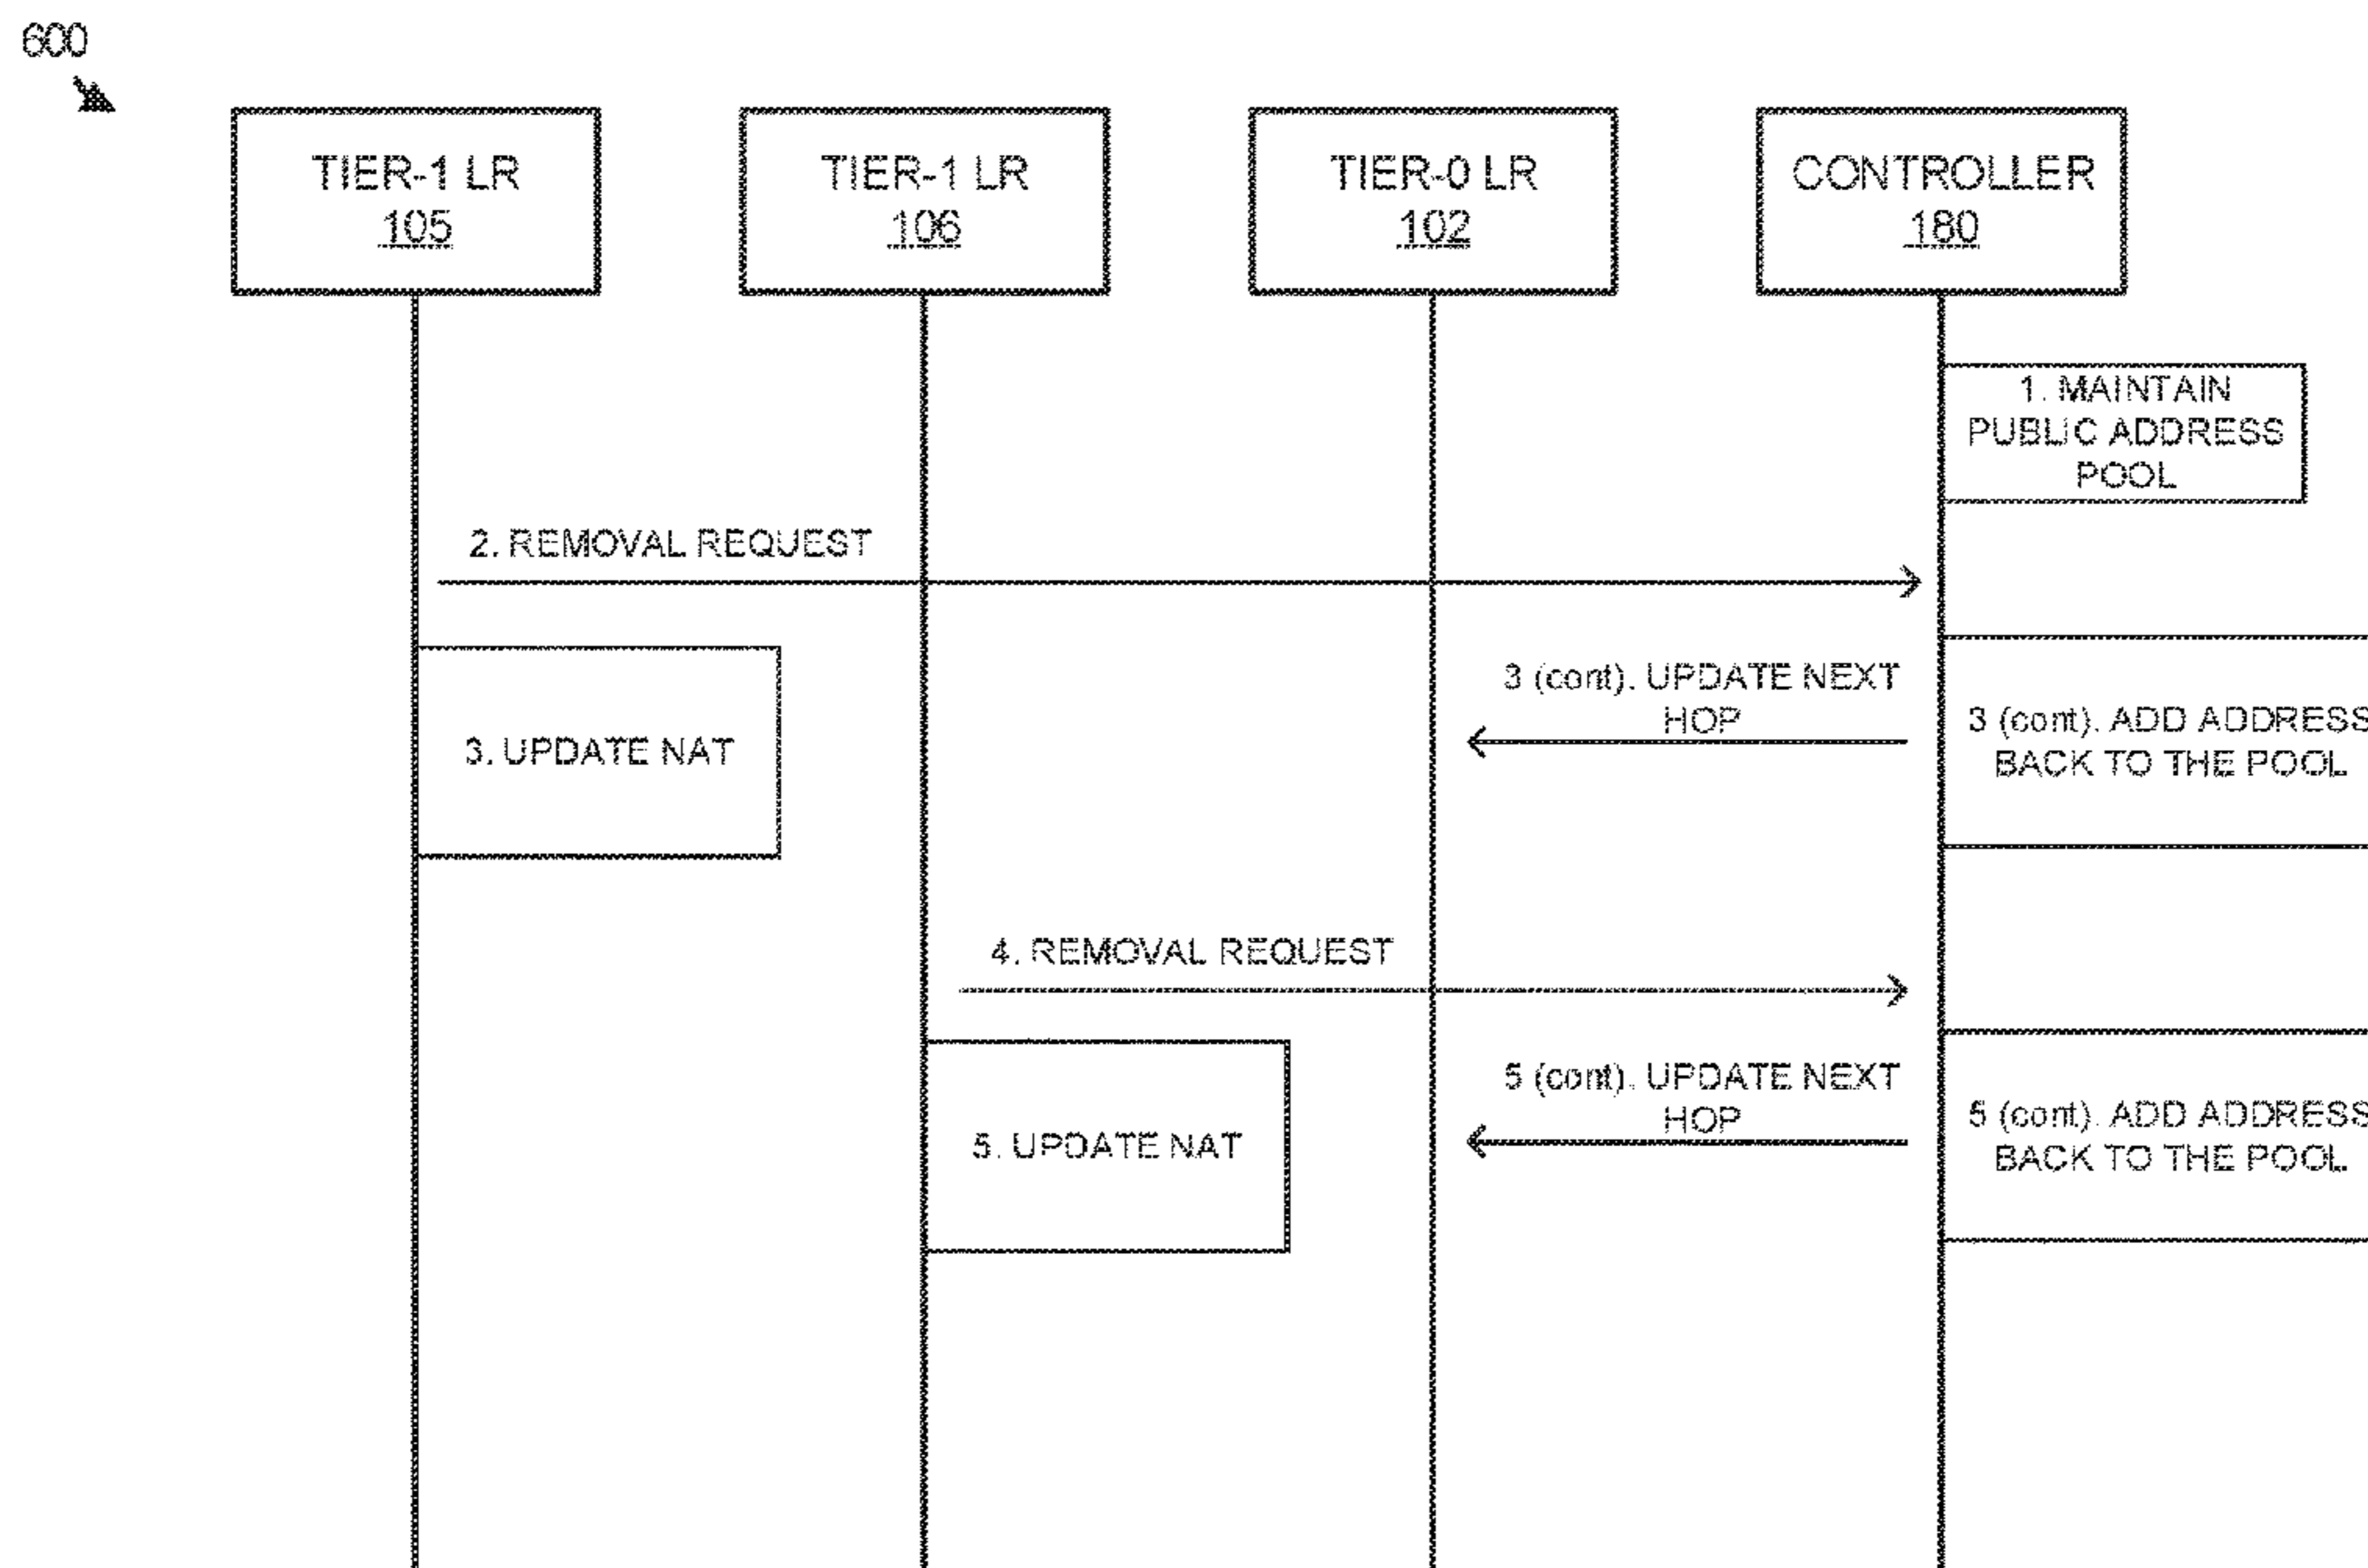 600
TIER-1 LR
105
TIER-1 LR
106
TIER-0 LR
102
CONTROLLER
180
1. MAINTAIN
PUBLIC ADDRESS
POOL
2. REMOVAL REQUEST
3. UPDATE NAT
3 (cont). UPDATE NEXT
HOP
3 (cont). ADD ADDRESS
BACK TO THE POOL
4. REMOVAL REQUEST
5. UPDATE NAT
5 (cont). UPDATE NEXT
HOP
5 (cont). ADD ADDRESS
BACK TO THE POOL